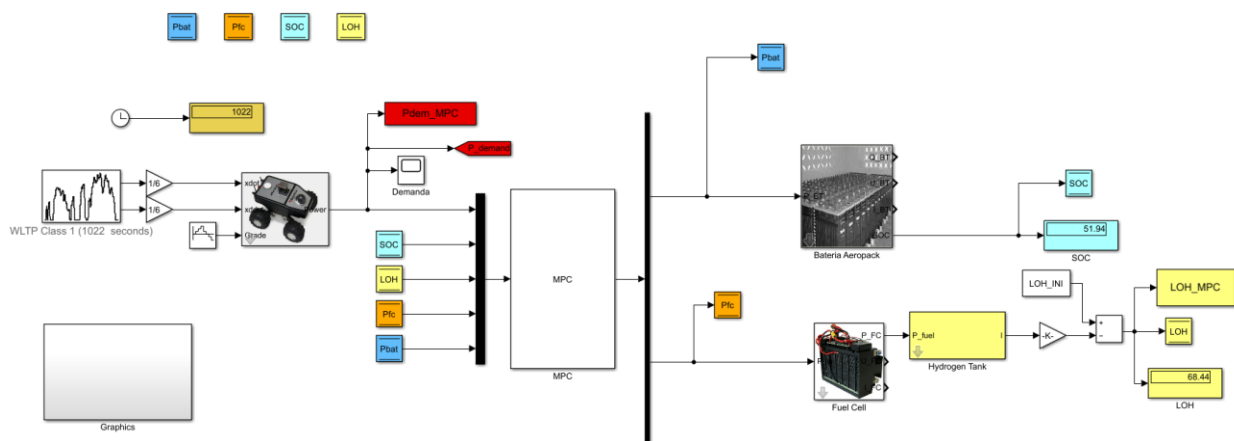 Pbat
Pfc
SOC
LOH
1022
Pdem_MPC
P_demand
Demanda
1/6
1/6
WLTP Class 1 (1022 seconds)
xdot
Grade
SOC
LOH
Pfc
Pbat
MPC
MPC
Graphics
Pbat
Bateria Aeropack
SOC
51.94
SOC
Pfc
P_FC
Fuel Cell
P_fuel
I
Hydrogen Tank
-K-
LOH_INI
+
−
LOH_MPC
LOH
68.44
LOH